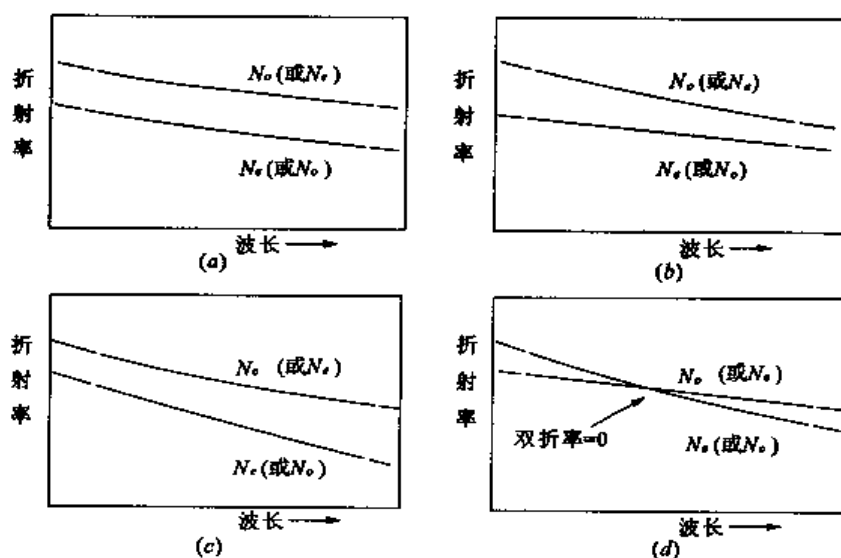 折射率
Nₒ(或Nₑ)
Nₑ(或Nₒ)
波长
(a)
折射率
Nₒ(或Nₑ)
Nₑ(或Nₒ)
波长
(b)
折射率
Nₒ (或Nₑ)
Nₑ(或Nₒ)
波长
(c)
折射率
Nₒ (或Nₑ)
双折率=0
Nₑ(或Nₒ)
波长
(d)